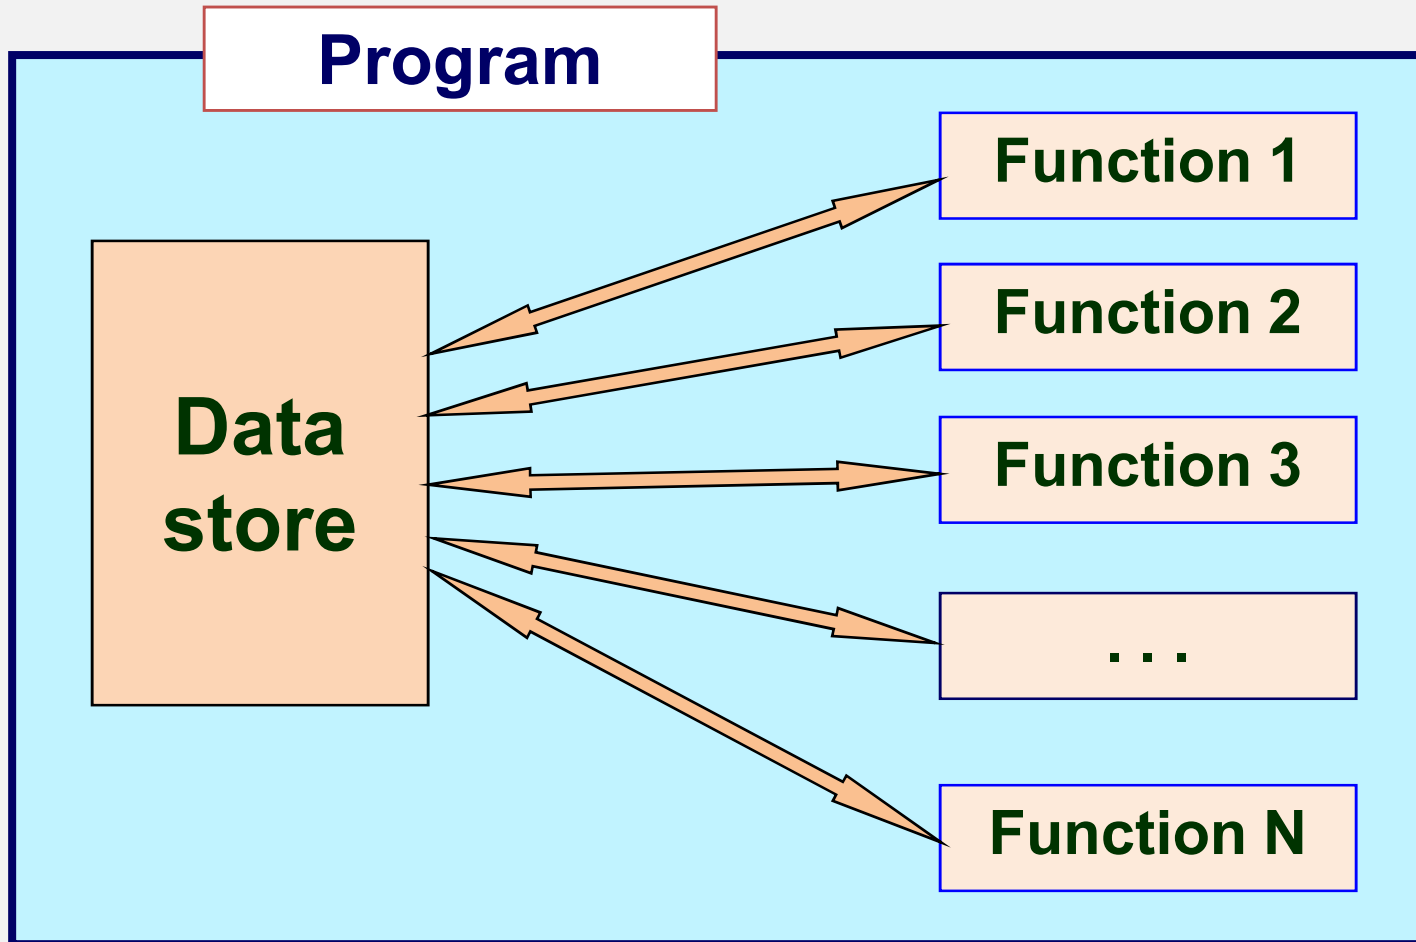 Program
Function 1
Function 2
Data
Function 3
store
. . .
Function N